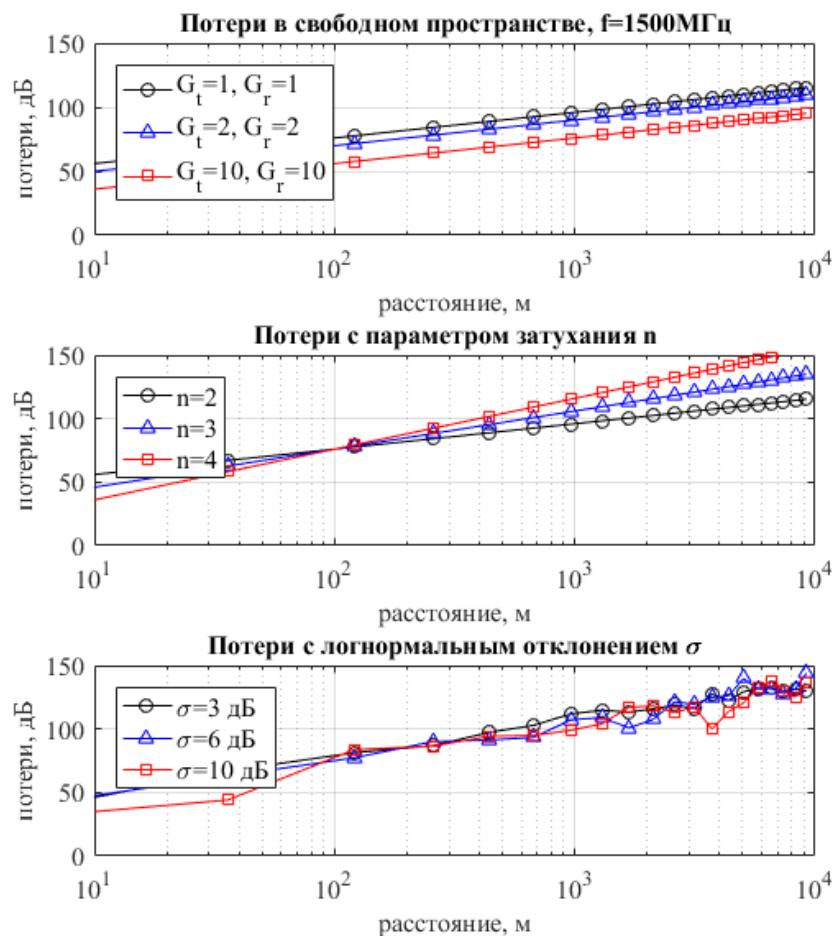 Потери в свободном пространстве, f=1500МГц
потери, дБ
150
100
50
0
G_t=1, G_r=1
G_t=2, G_r=2
G_t=10, G_r=10
10^1
10^2
10^3
10^4
расстояние, м
Потери с параметром затухания n
потери, дБ
150
100
50
0
n=2
n=3
n=4
10^1
10^2
10^3
10^4
расстояние, м
Потери с логнормальным отклонением σ
потери, дБ
150
100
50
0
σ=3 дБ
σ=6 дБ
σ=10 дБ
10^1
10^2
10^3
10^4
расстояние, м